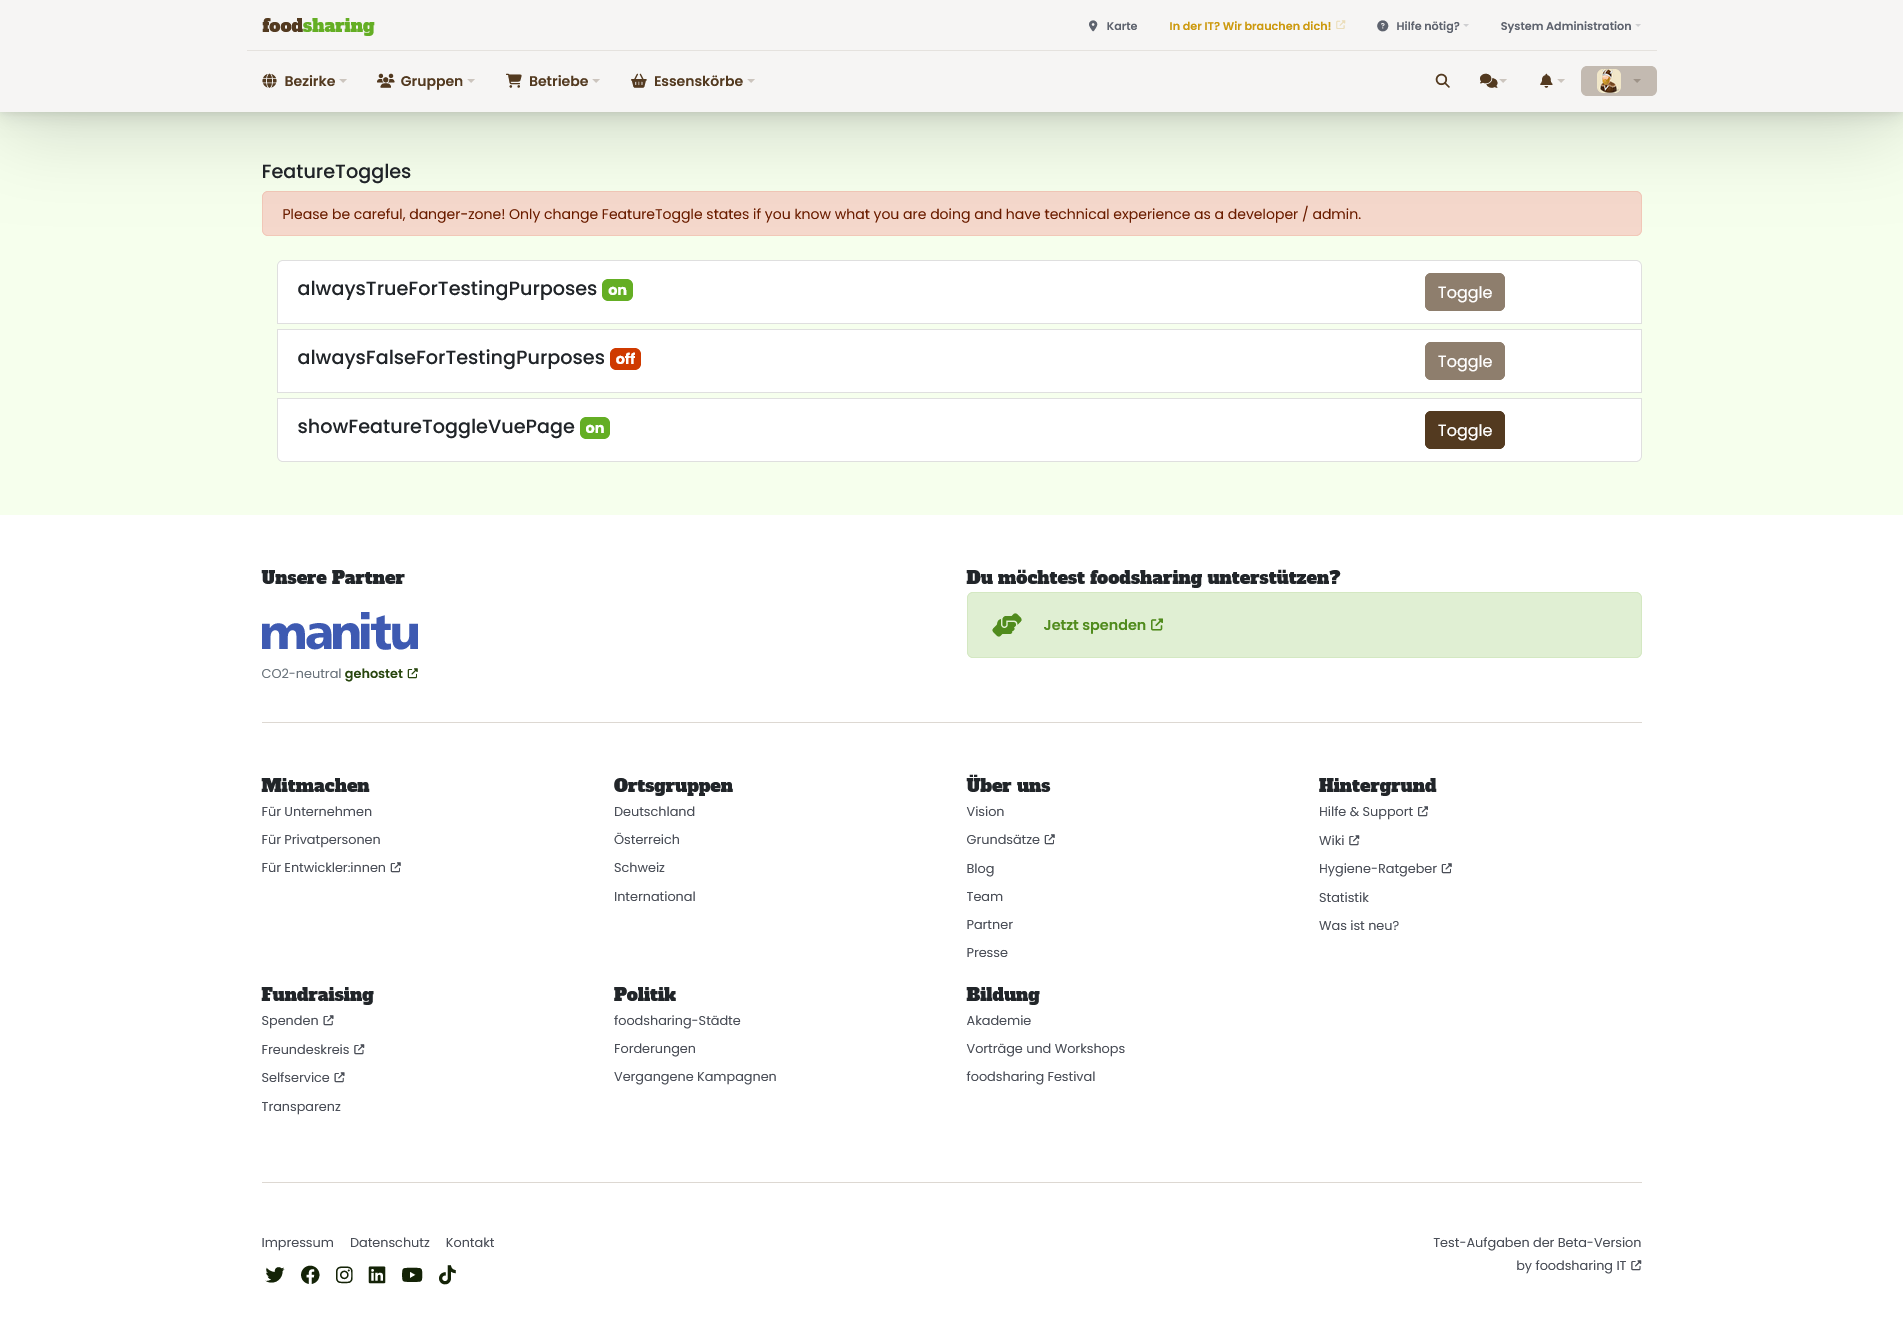 foodsharing
Karte
In der IT? Wir brauchen dich!
Hilfe nötig?
System Administration
Bezirke
Gruppen
Betriebe
Essenskörbe
FeatureToggles
Please be careful, danger-zone! Only change FeatureToggle states if you know what you are doing and have technical experience as a developer / admin.
alwaysTrueForTestingPurposes on
Toggle
alwaysFalseForTestingPurposes off
Toggle
showFeatureToggleVuePage on
Toggle
Unsere Partner
manitu
CO2-neutral gehostet
Du möchtest foodsharing unterstützen?
Jetzt spenden
Mitmachen
Für Unternehmen
Für Privatpersonen
Für Entwickler:innen
Ortsgruppen
Deutschland
Österreich
Schweiz
International
Über uns
Vision
Grundsätze
Blog
Team
Partner
Presse
Hintergrund
Hilfe & Support
Wiki
Hygiene-Ratgeber
Statistik
Was ist neu?
Fundraising
Spenden
Freundeskreis
Selfservice
Transparenz
Politik
foodsharing-Städte
Forderungen
Vergangene Kampagnen
Bildung
Akademie
Vorträge und Workshops
foodsharing Festival
Impressum
Datenschutz
Kontakt
Test-Aufgaben der Beta-Version
by foodsharing IT